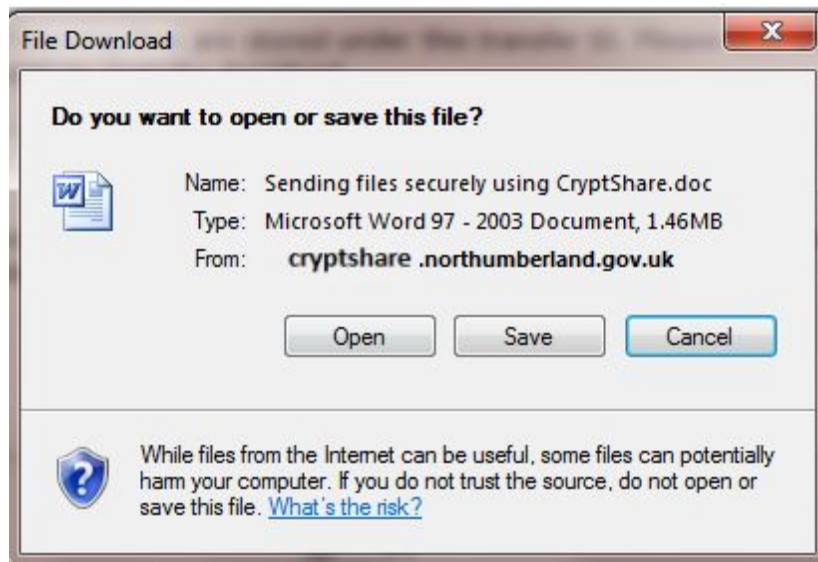 File Download
Do you want to open or save this file?
Name: Sending files securely using CryptShare.doc
Type: Microsoft Word 97 - 2003 Document, 1.46MB
From: cryptshare .northumberland.gov.uk
Open Save Cancel
While files from the Internet can be useful, some files can potentially
harm your computer. If you do not trust the source, do not open or
save this file. What's the risk?